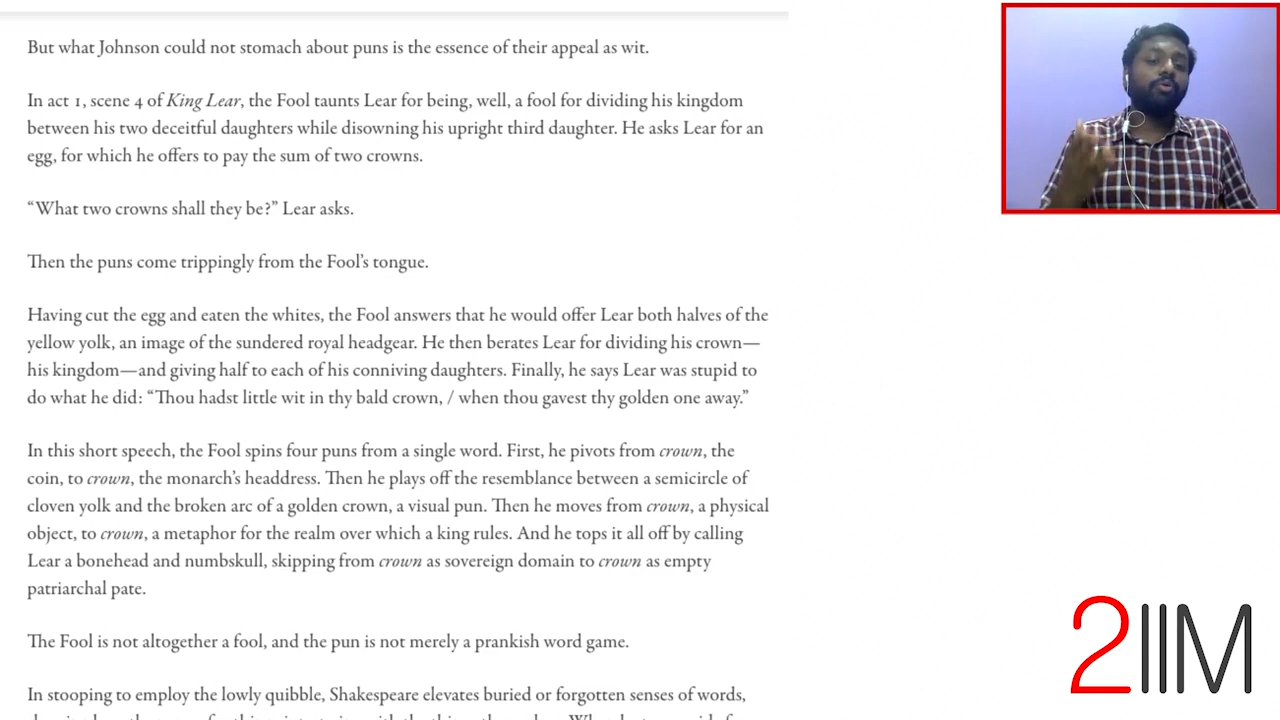 But what Johnson could not stomach about puns is the essence of their appeal as wit.
In act 1, scene 4 of King Lear, the Fool taunts Lear for being, well, a fool for dividing his kingdom
between his two deceitful daughters while disowning his upright third daughter. He asks Lear for an
egg, for which he offers to pay the sum of two crowns.
“What two crowns shall they be?” Lear asks.
Then the puns come trippingly from the Fool’s tongue.
Having cut the egg and eaten the whites, the Fool answers that he would offer Lear both halves of the
yellow yolk, an image of the sundered royal headgear. He then berates Lear for dividing his crown—
his kingdom—and giving half to each of his conniving daughters. Finally, he says Lear was stupid to
do what he did: “Thou hadst little wit in thy bald crown, / when thou gavest thy golden one away.”
In this short speech, the Fool spins four puns from a single word. First, he pivots from crown, the
coin, to crown, the monarch’s headdress. Then he plays off the resemblance between a semicircle of
cloven yolk and the broken arc of a golden crown, a visual pun. Then he moves from crown, a physical
object, to crown, a metaphor for the realm over which a king rules. And he tops it all off by calling
Lear a bonehead and numbskull, skipping from crown as sovereign domain to crown as empty
patriarchal pate.
The Fool is not altogether a fool, and the pun is not merely a prankish word game.
In stooping to employ the lowly quibble, Shakespeare elevates buried or forgotten senses of words,
2IIM